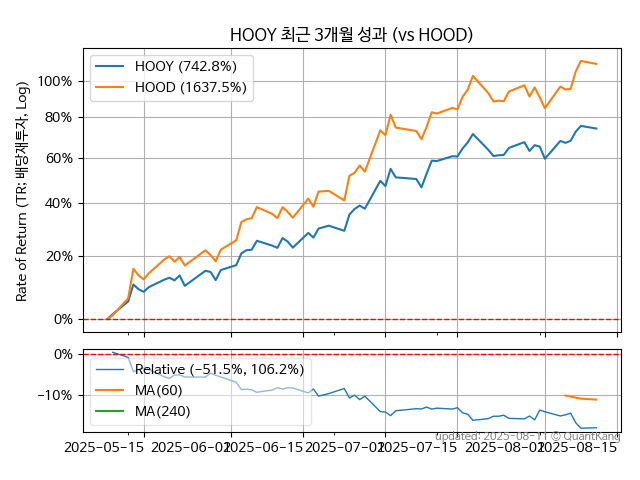 HOOY 최근 3개월 성과 (vs HOOD)
HOOY (742.8%)
HOOD (1637.5%)
Rate of Return (TR: 배당재투자, Log)
100%
80%
60%
40%
20%
0%
0%
−10%
Relative (−51.5%, 106.2%)
MA(60)
MA(240)
updated: 2025-08-11 © QuantKang
2025-05-15 2025-06-01 2025-06-15 2025-07-01 2025-07-15 2025-08-01 2025-08-15